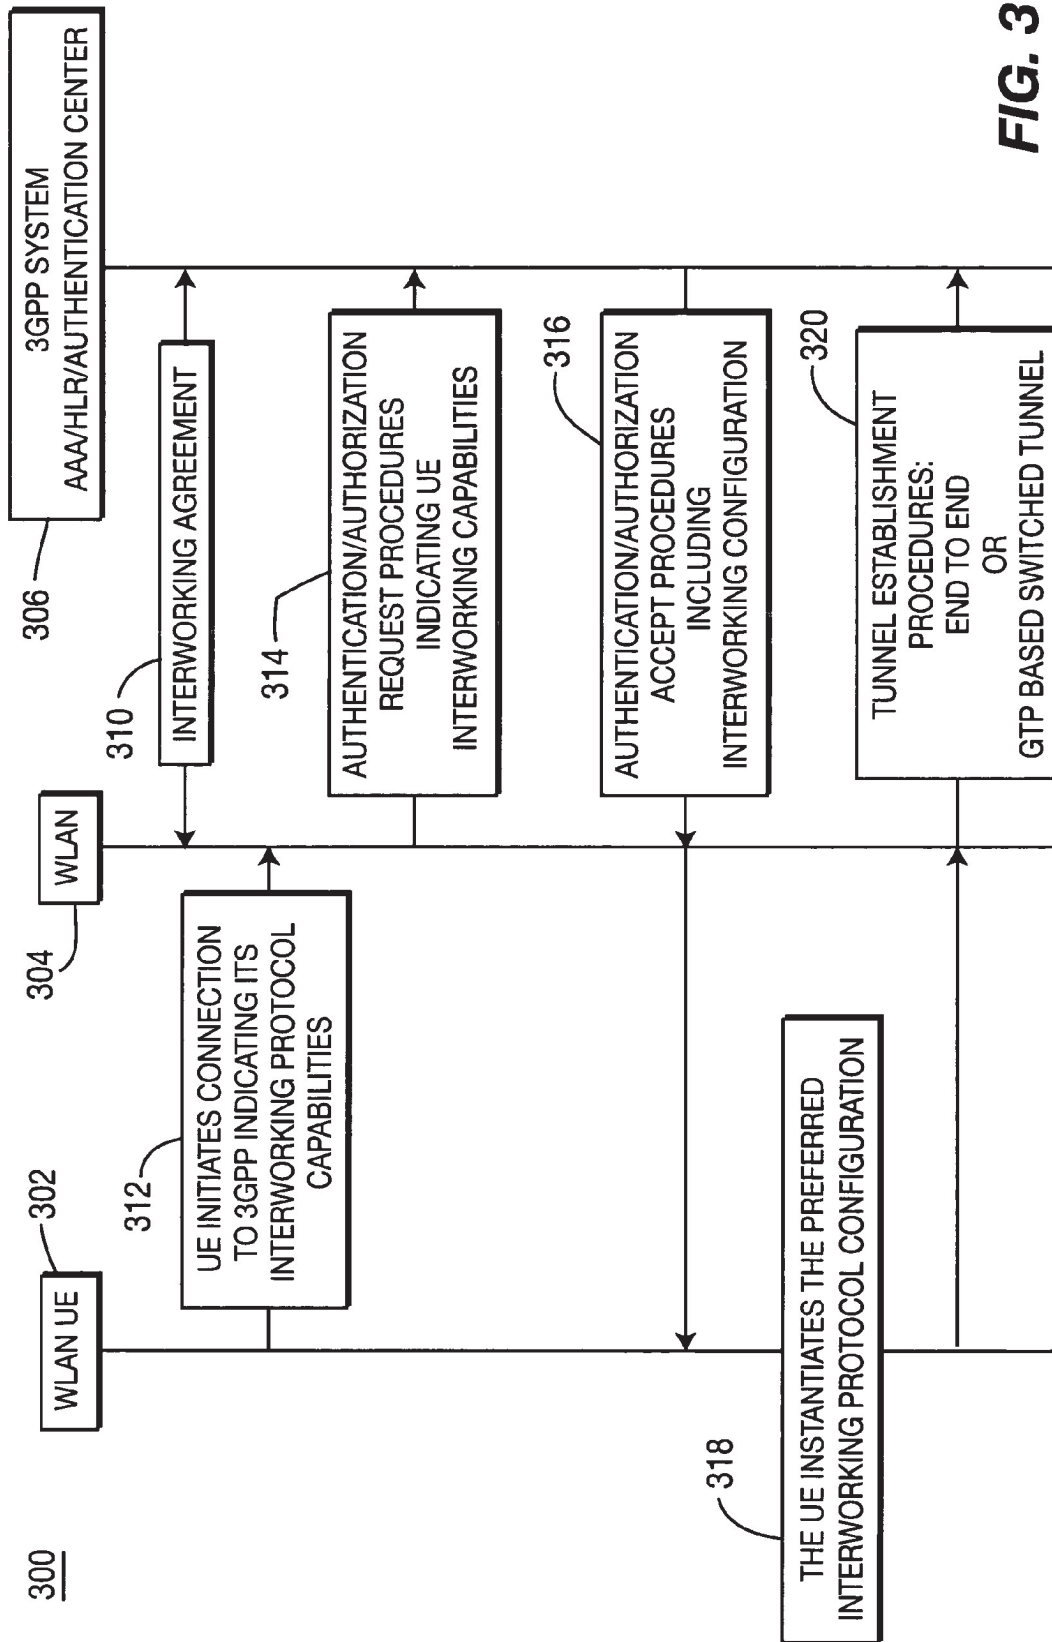 300
302
WLAN UE
304
WLAN
306
3GPP SYSTEM
AAA/HLR/AUTHENTICATION CENTER
310
INTERWORKING AGREEMENT
312
UE INITIATES CONNECTION
TO 3GPP INDICATING ITS
INTERWORKING PROTOCOL
CAPABILITIES
314
AUTHENTICATION/AUTHORIZATION
REQUEST PROCEDURES
INDICATING UE
INTERWORKING CAPABILITIES
316
AUTHENTICATION/AUTHORIZATION
ACCEPT PROCEDURES
INCLUDING
INTERWORKING CONFIGURATION
318
THE UE INSTANTIATES THE PREFERRED
INTERWORKING PROTOCOL CONFIGURATION
320
TUNNEL ESTABLISHMENT
PROCEDURES:
END TO END
OR
GTP BASED SWITCHED TUNNEL
FIG. 3